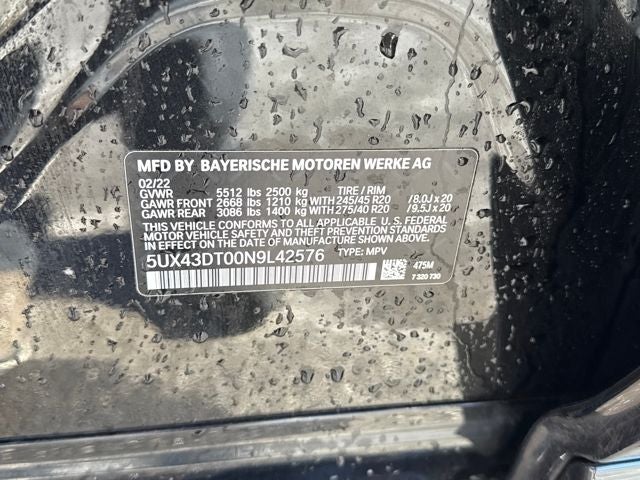 MFD BY BAYERISCHE MOTOREN WERKE AG
02/22
GVWR 5512 lbs 2500 kg TIRE / RIM
GAWR FRONT 2668 lbs 1210 kg WITH 245/45 R20 /8.0J x 20
GAWR REAR 3086 lbs 1400 kg WITH 275/40 R20 /9.5J x 20
THIS VEHICLE CONFORMS TO ALL APPLICABLE U. S. FEDERAL
MOTOR VEHICLE SAFETY AND THEFT PREVENTION STANDARDS
IN EFFECT ON THE DATE OF MANUFACTURE SHOWN ABOVE.
5UX43DT00N9L42576 TYPE: MPV
475M
7 320 730